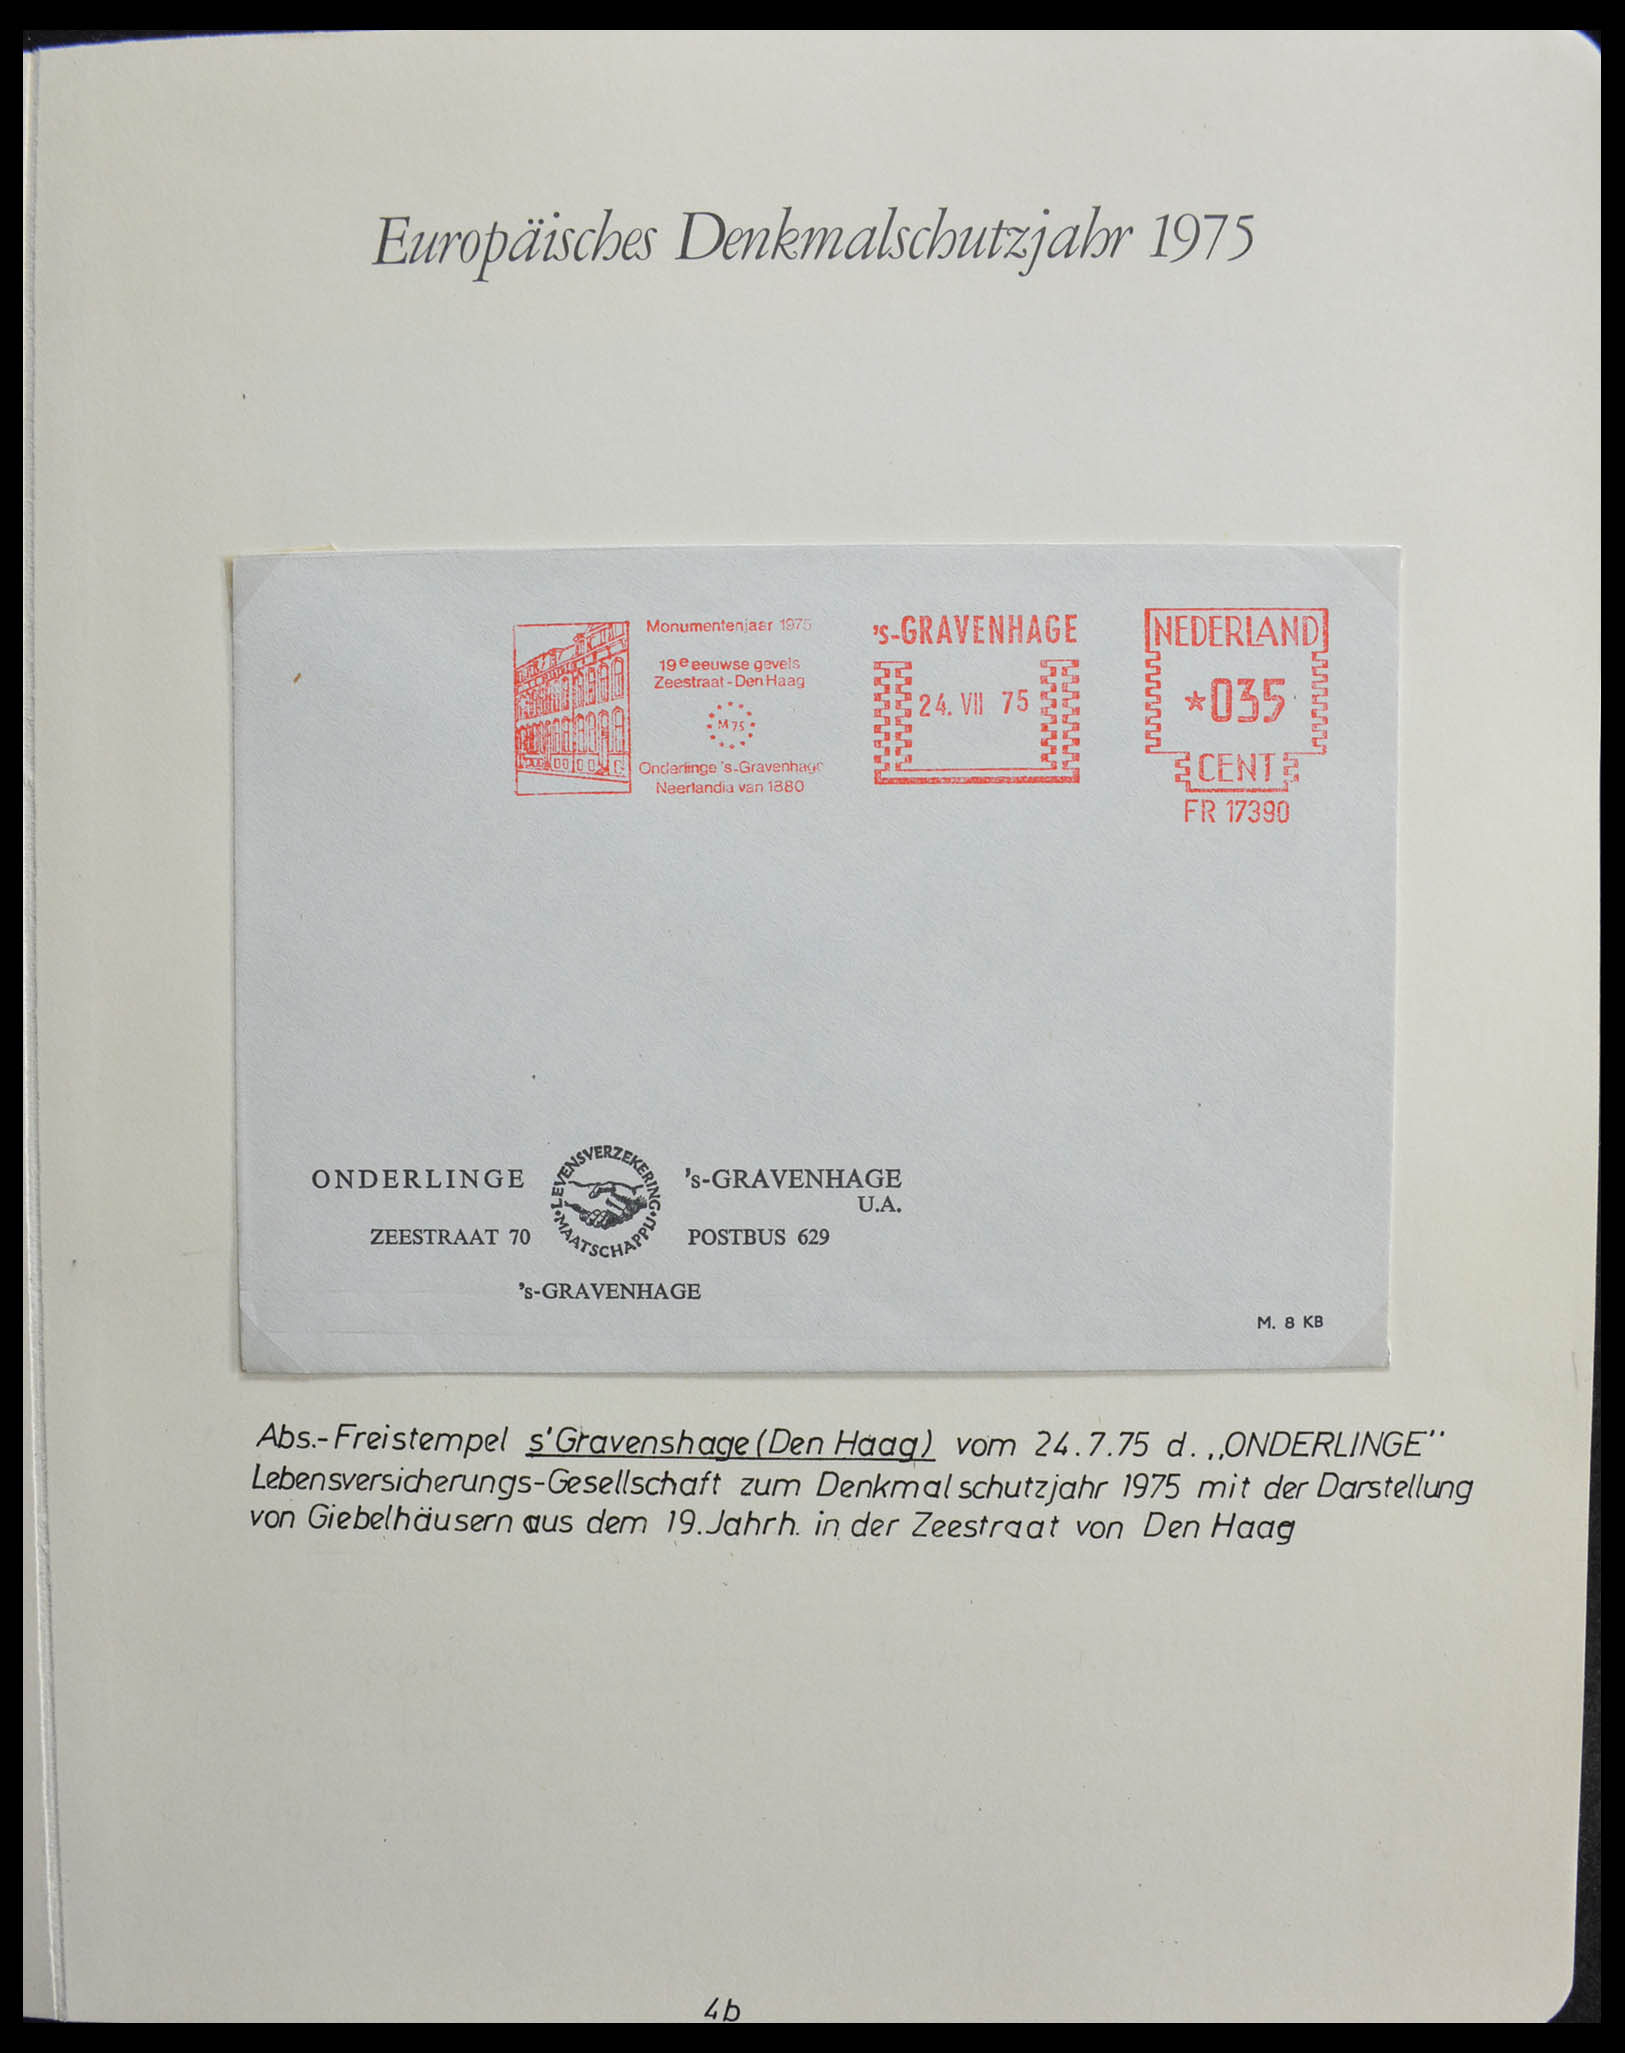 Europäisches Denkmalschutzjahr 1975
Monumentenjaar 1975
19e eeuwse gevels
Zeestraat - Den Haag
M 75
Onderlinge 's-Gravenhage
Neerlandia van 1880
's-GRAVENHAGE
24. VII 75
NEDERLAND
*035
CENT
FR 17390
ONDERLINGE
LEVENSVERZEKERING
MAATSCHAPPIJ
's-GRAVENHAGE
U.A.
ZEESTRAAT 70
POSTBUS 629
's-GRAVENHAGE
M. 8 KB
Abs.-Freistempel s'Gravenshage (Den Haag) vom 24.7.75 d. „ONDERLINGE"
Lebensversicherungs-Gesellschaft zum Denkmalschutzjahr 1975 mit der Darstellung
von Giebelhäusern aus dem 19. Jahrh. in der Zeestraat von Den Haag
4b